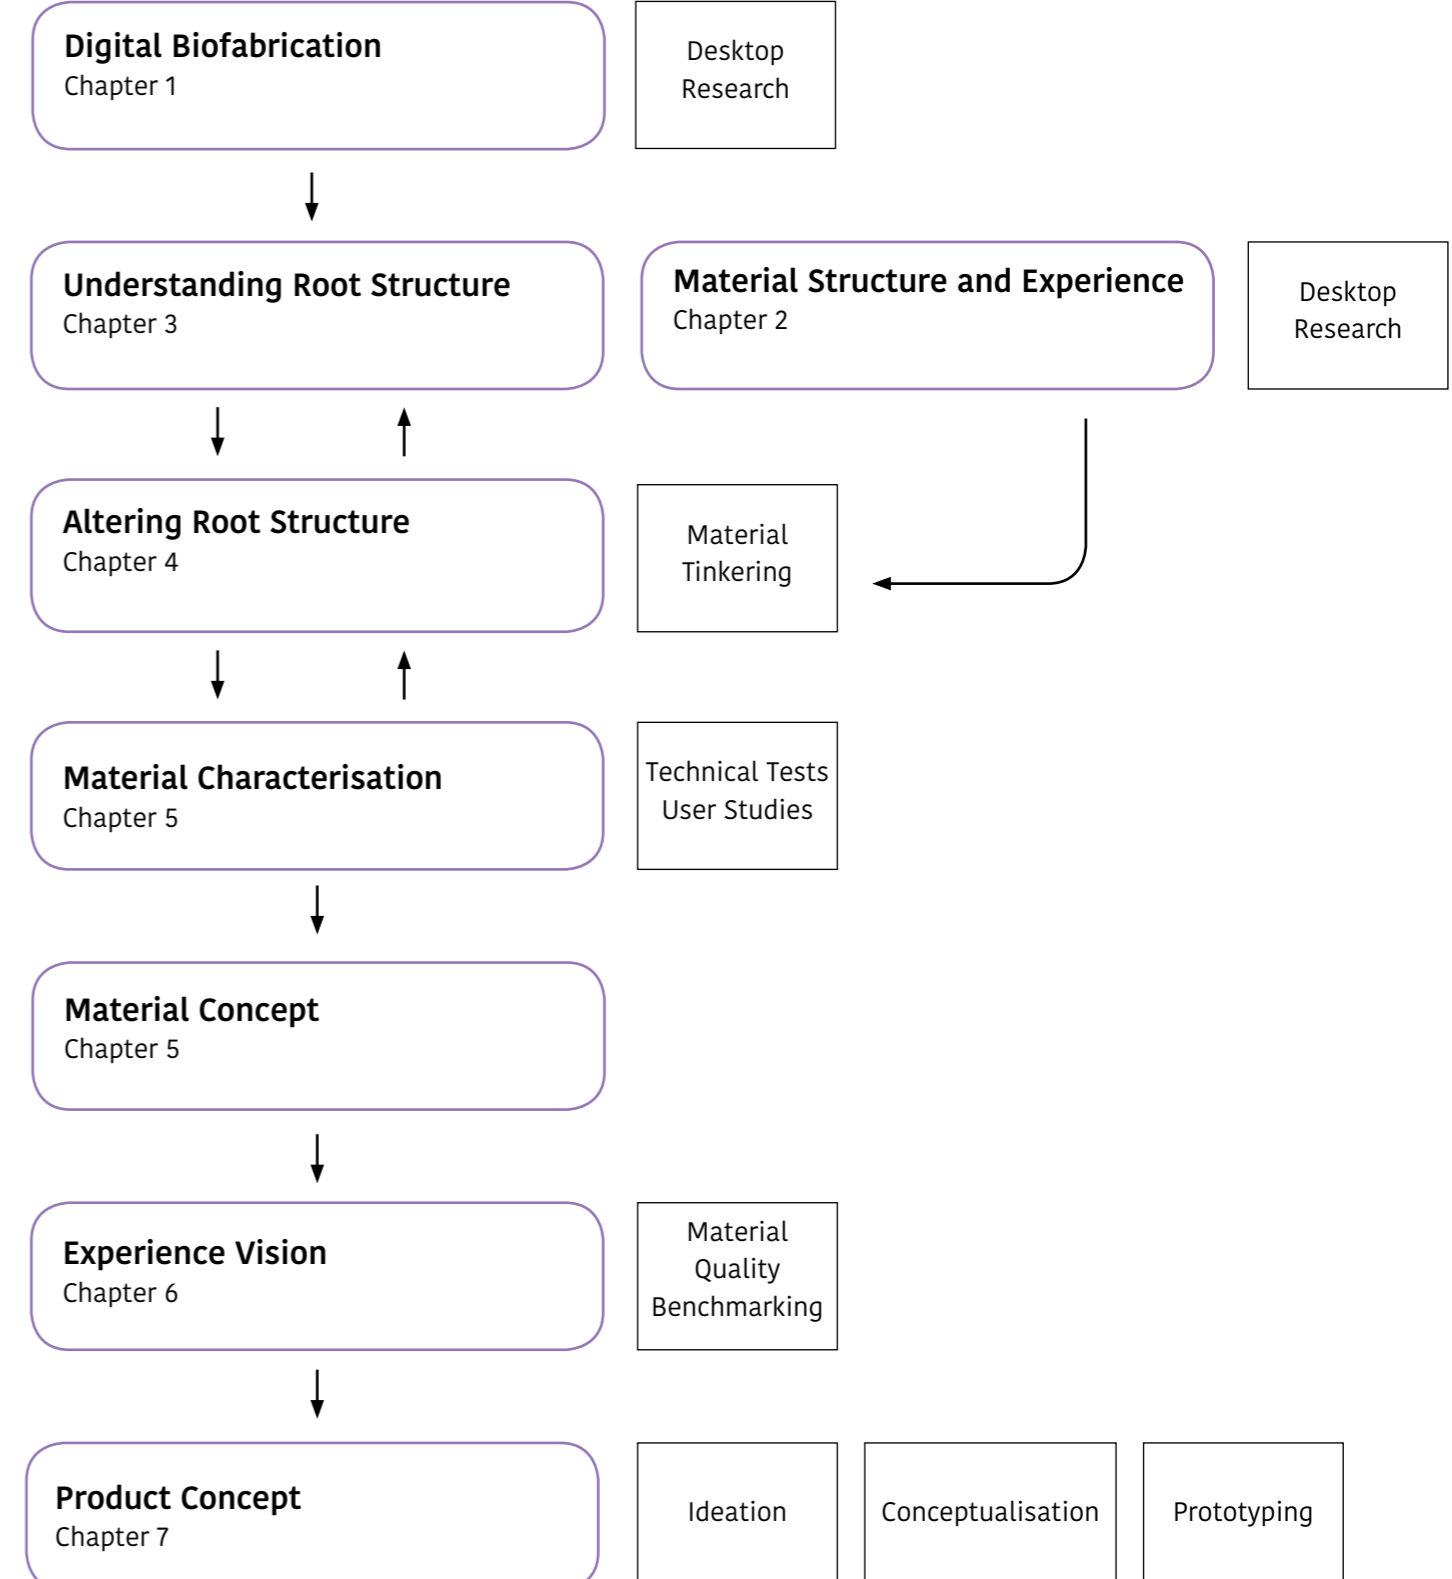 Digital Biofabrication
Chapter 1
Desktop
Research
Understanding Root Structure
Chapter 3
Material Structure and Experience
Chapter 2
Desktop
Research
Altering Root Structure
Chapter 4
Material
Tinkering
Material Characterisation
Chapter 5
Technical Tests
User Studies
Material Concept
Chapter 5
Experience Vision
Chapter 6
Material
Quality
Benchmarking
Product Concept
Chapter 7
Ideation
Conceptualisation
Prototyping